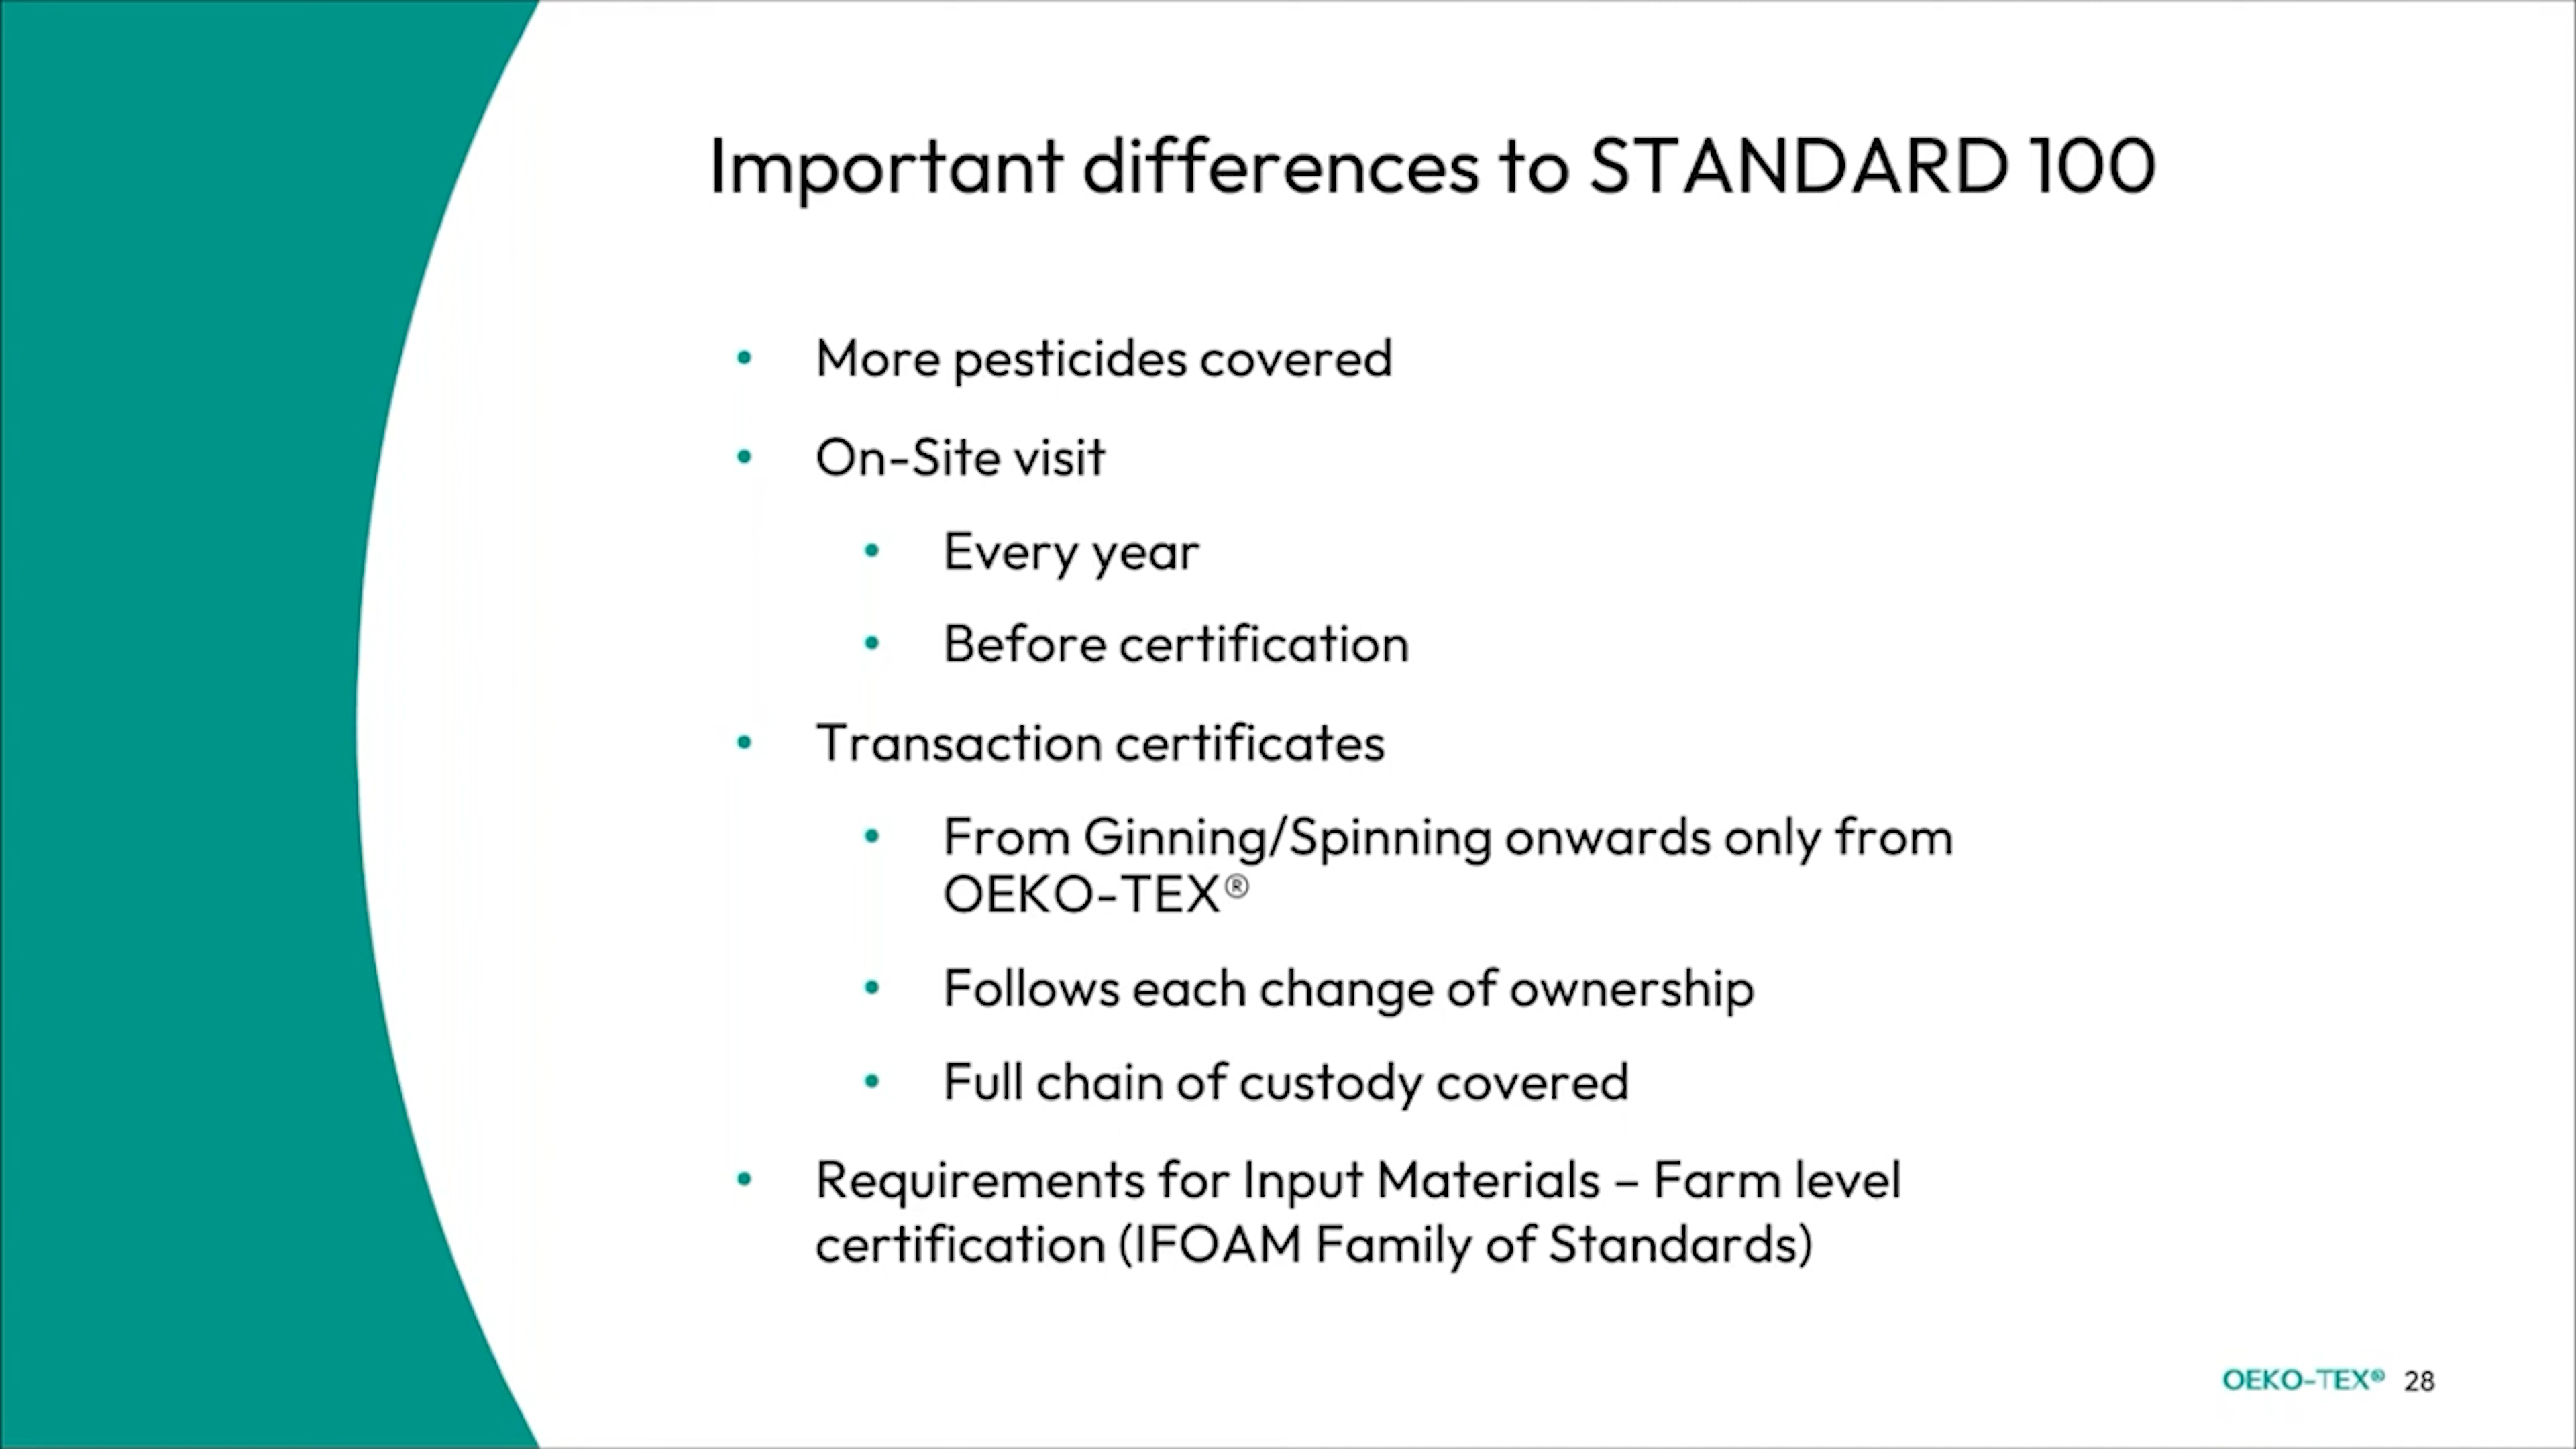 Important differences to STANDARD 100
• More pesticides covered
• On-Site visit
• Every year
• Before certification
• Transaction certificates
• From Ginning/Spinning onwards only from
OEKO-TEX®
• Follows each change of ownership
• Full chain of custody covered
• Requirements for Input Materials – Farm level
certification (IFOAM Family of Standards)
OEKO-TEX® 28